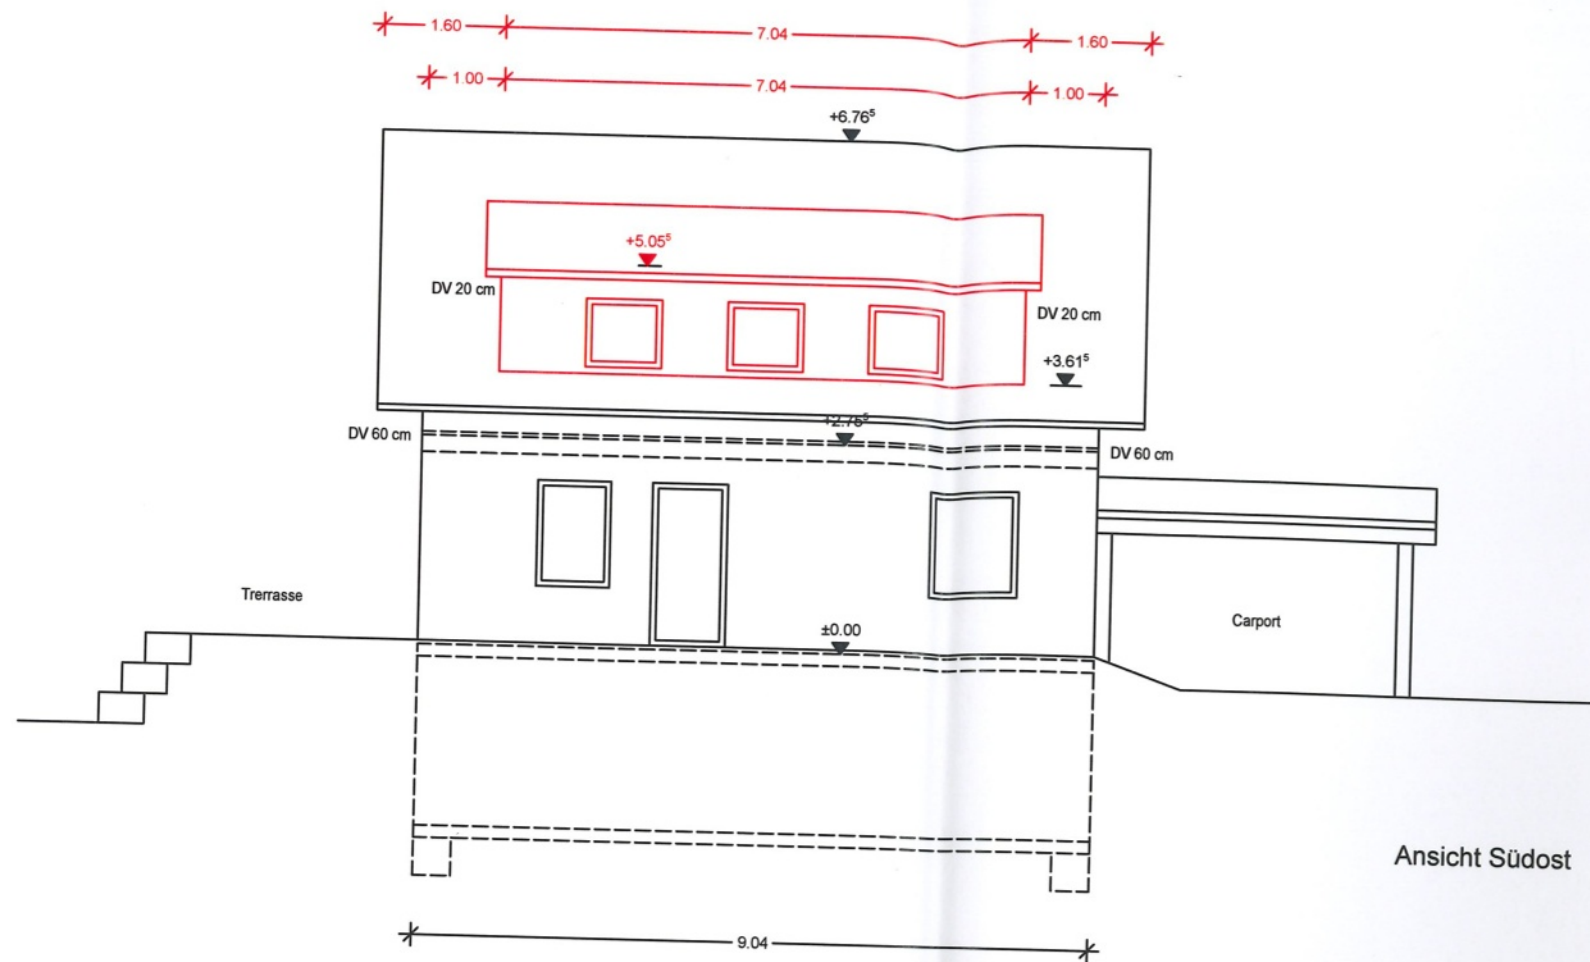 1.60 7.04 1.60
1.00 7.04 1.00
+6.76⁵
+5.05⁵
DV 20 cm
DV 20 cm
+3.61⁵
+2.76⁵
DV 60 cm
DV 60 cm
Trerrasse
±0.00
Carport
Ansicht Südost
9.04